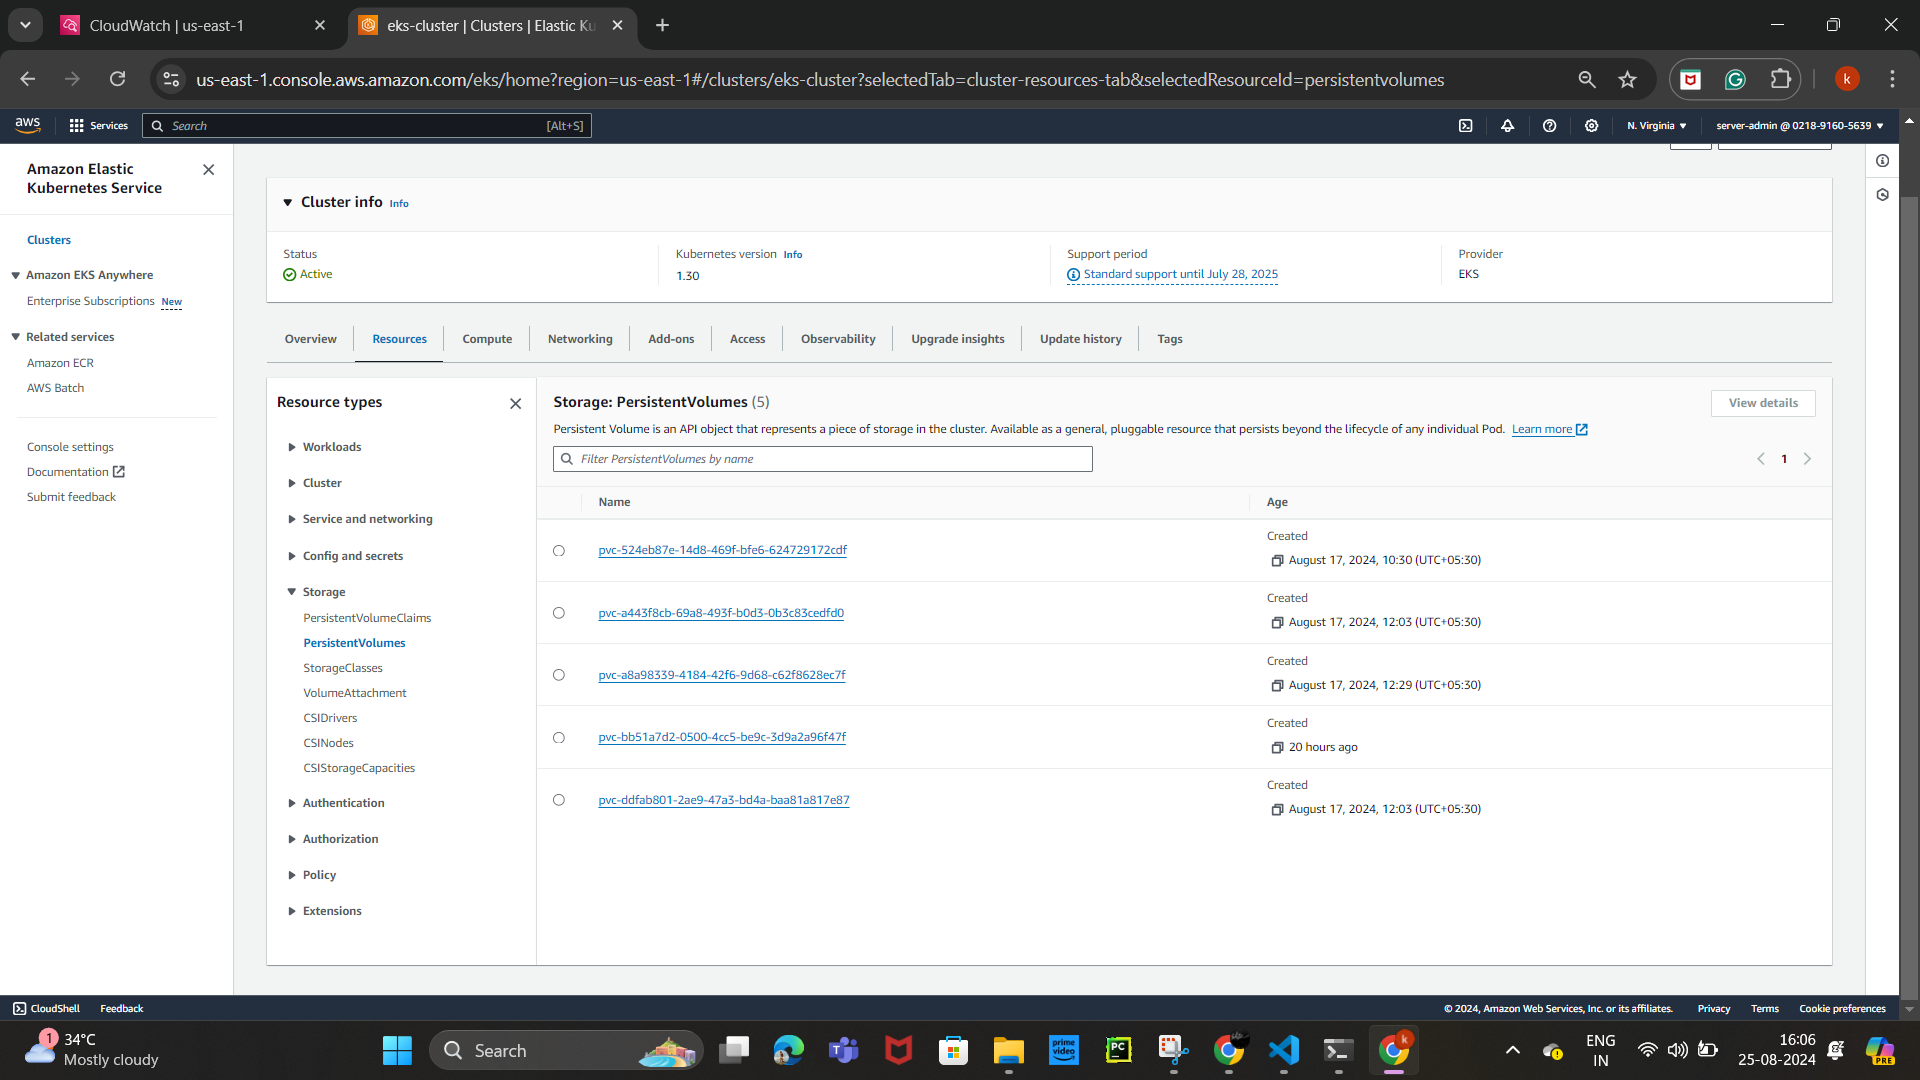 CloudWatch | us-east-1
eks-cluster | Clusters | Elastic Ku
us-east-1.console.aws.amazon.com/eks/home?region=us-east-1#/clusters/eks-cluster?selectedTab=cluster-resources-tab&selectedResourceId=persistentvolumes
k
aws
Services
Search
[Alt+S]
N. Virginia
server-admin @ 0218-9160-5639
Amazon Elastic
Kubernetes Service
Clusters
Amazon EKS Anywhere
Enterprise Subscriptions New
Related services
Amazon ECR
AWS Batch
Console settings
Documentation
Submit feedback
Cluster info Info
Status
Active
Kubernetes version Info
1.30
Support period
Standard support until July 28, 2025
Provider
EKS
Overview
Resources
Compute
Networking
Add-ons
Access
Observability
Upgrade insights
Update history
Tags
Resource types
Workloads
Cluster
Service and networking
Config and secrets
Storage
PersistentVolumeClaims
PersistentVolumes
StorageClasses
VolumeAttachment
CSIDrivers
CSINodes
CSIStorageCapacities
Authentication
Authorization
Policy
Extensions
Storage: PersistentVolumes (5)
View details
Persistent Volume is an API object that represents a piece of storage in the cluster. Available as a general, pluggable resource that persists beyond the lifecycle of any individual Pod. Learn more
Filter PersistentVolumes by name
1
Name
Age
pvc-524eb87e-14d8-469f-bfe6-624729172cdf
Created
August 17, 2024, 10:30 (UTC+05:30)
pvc-a443f8cb-69a8-493f-b0d3-0b3c83cedfd0
Created
August 17, 2024, 12:03 (UTC+05:30)
pvc-a8a98339-4184-42f6-9d68-c62f8628ec7f
Created
August 17, 2024, 12:29 (UTC+05:30)
pvc-bb51a7d2-0500-4cc5-be9c-3d9a2a96f47f
Created
20 hours ago
pvc-ddfab801-2ae9-47a3-bd4a-baa81a817e87
Created
August 17, 2024, 12:03 (UTC+05:30)
CloudShell
Feedback
© 2024, Amazon Web Services, Inc. or its affiliates.
Privacy
Terms
Cookie preferences
1
34°C
Mostly cloudy
Search
prime
video
PC
k
ENG
IN
16:06
25-08-2024
PRE